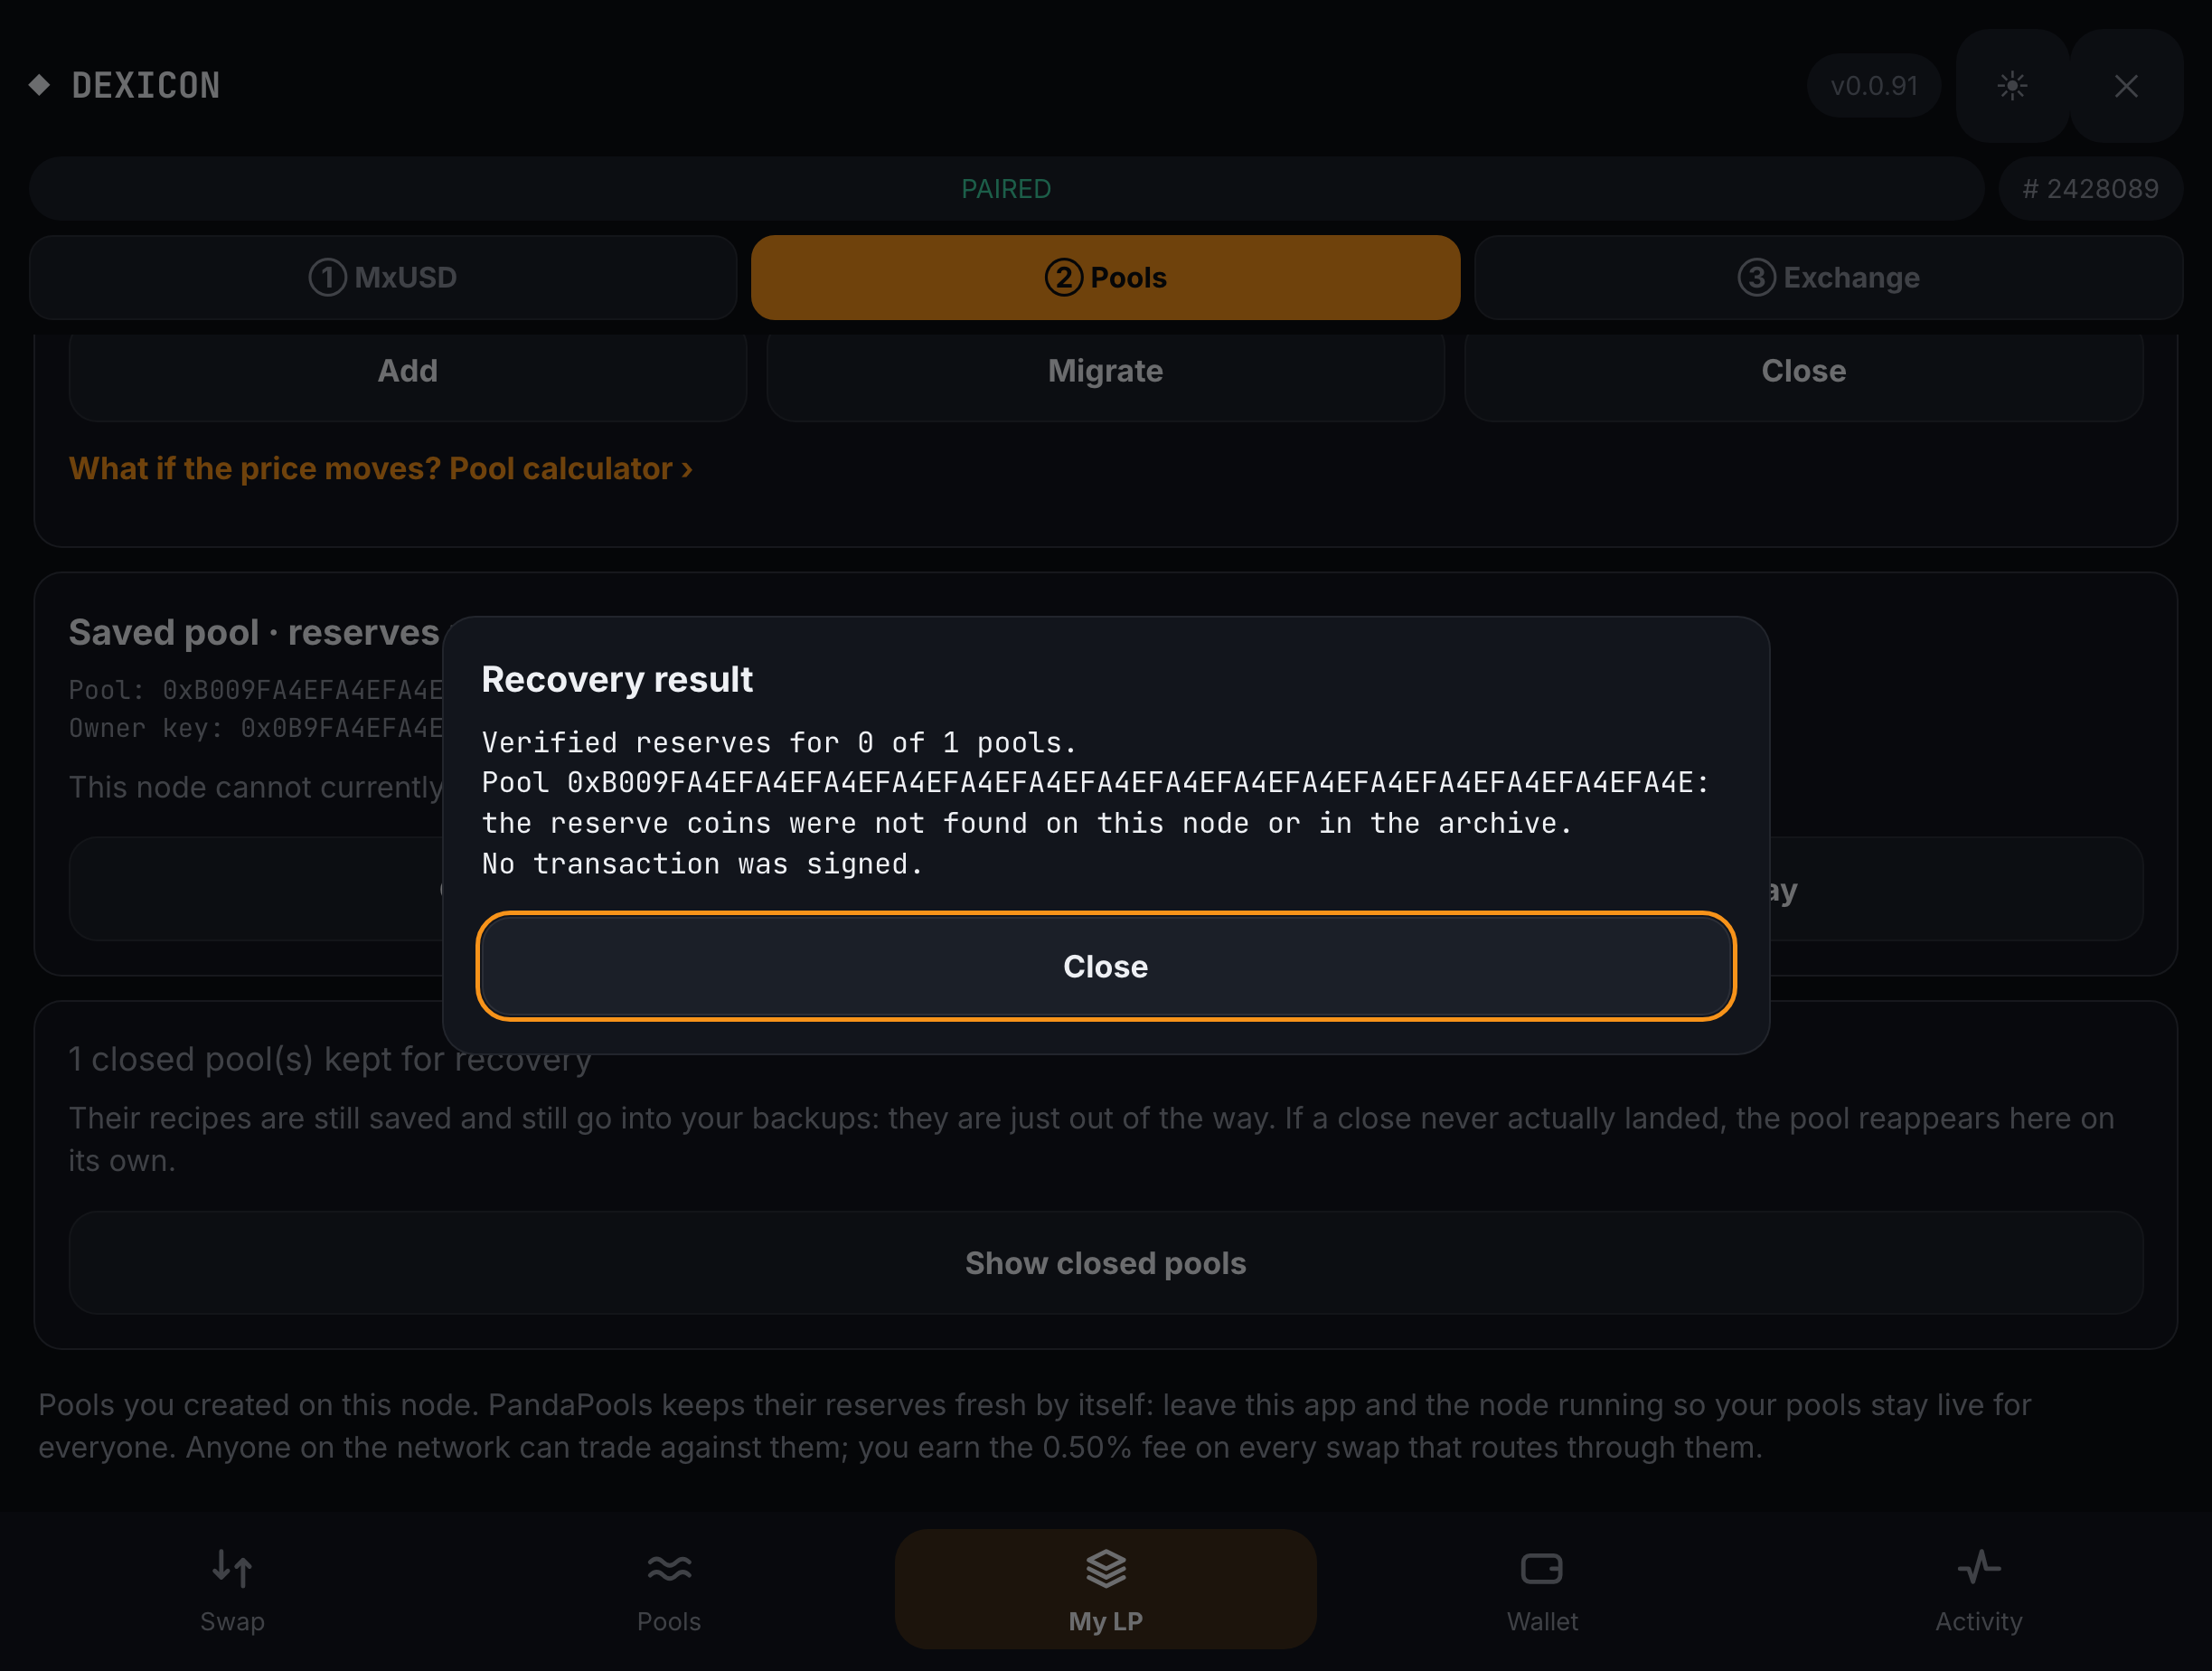 DEXICON
v0.0.91
PAIRED
# 2428089
1 MxUSD
2 Pools
3 Exchange
Add
Migrate
Close
What if the price moves? Pool calculator ›
Saved pool · reserves
Pool: 0xB009FA4EFA4EFA4E
Owner key: 0x0B9FA4EFA4E
This node cannot currently
Recovery result
Verified reserves for 0 of 1 pools.
Pool 0xB009FA4EFA4EFA4EFA4EFA4EFA4EFA4EFA4EFA4EFA4EFA4EFA4EFA4EFA4EFA4E:
the reserve coins were not found on this node or in the archive.
No transaction was signed.
Close
ay
1 closed pool(s) kept for recovery
Their recipes are still saved and still go into your backups: they are just out of the way. If a close never actually landed, the pool reappears here on
its own.
Show closed pools
Pools you created on this node. PandaPools keeps their reserves fresh by itself: leave this app and the node running so your pools stay live for
everyone. Anyone on the network can trade against them; you earn the 0.50% fee on every swap that routes through them.
Swap
Pools
My LP
Wallet
Activity